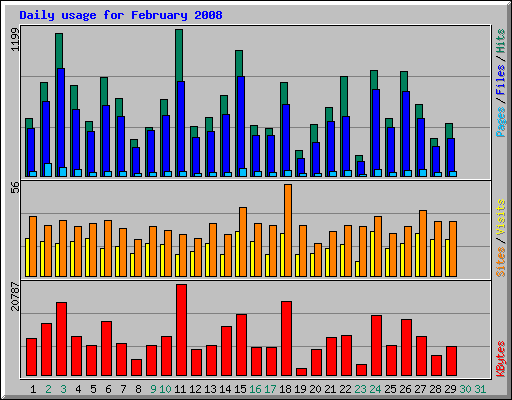 Daily usage for February 2008
1199
56
20787
Pages / Files / Hits
Sites / Visits
KBytes
1 2 3 4 5 6 7 8 9 10 11 12 13 14 15 16 17 18 19 20 21 22 23 24 25 26 27 28 29 30 31